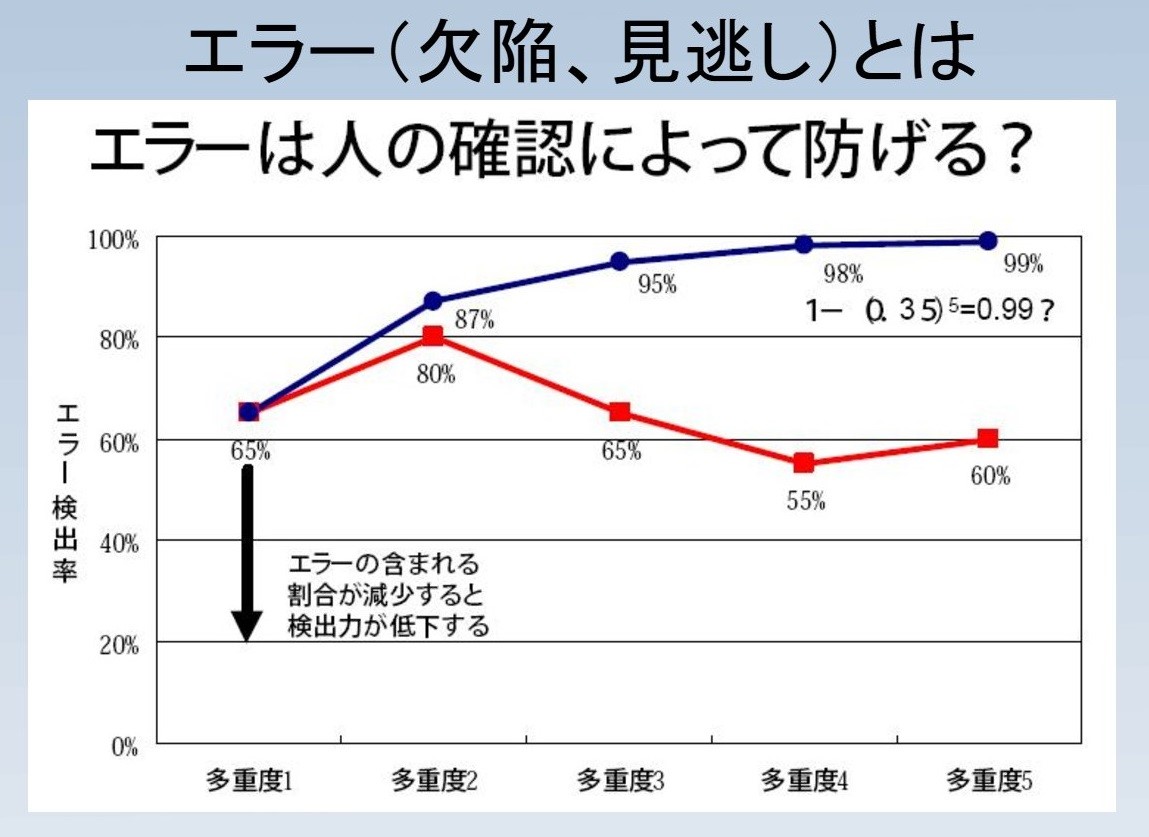 エラー（欠陥、見逃し）とは
エラーは人の確認によって防げる？
100%
80%
60%
40%
20%
0%
エラー検出率
99%
98%
95%
87%
1－（0.35）⁵=0.99？
80%
65%
65%
55%
60%
エラーの含まれる
割合が減少すると
検出力が低下する
多重度1 多重度2 多重度3 多重度4 多重度5